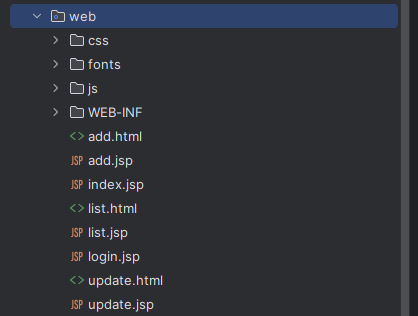 web
css
fonts
js
WEB-INF
<> add.html
JSP add.jsp
JSP index.jsp
<> list.html
JSP list.jsp
JSP login.jsp
<> update.html
JSP update.jsp